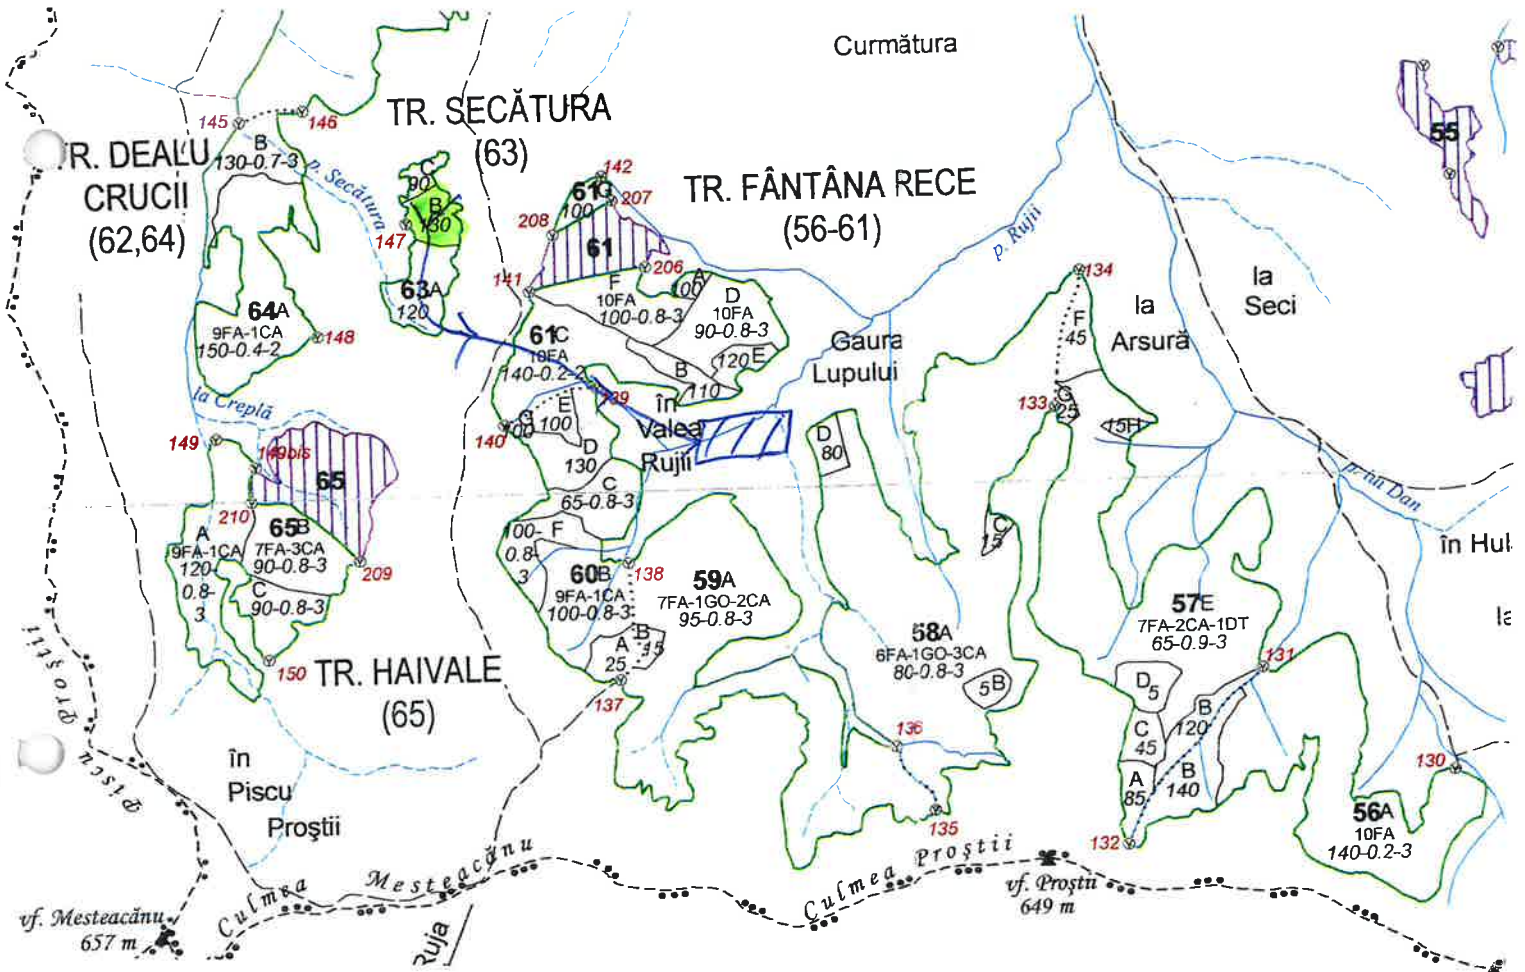 Curmătura
TR. SECĂTURA
(63)
145
146
B
130-0.7-3
p. Secătura
R. DEALU
CRUCII
(62,64)
C
90
B
130
147
142
61
G
100
207
208
61
206
141
TR. FÂNTÂNA RECE
(56-61)
p. Rujii
55
134
la
Seci
la
Arsură
F
45
133
G
25
15H
64A
9FA-1CA
150-0.4-2
148
63A
120
61C
10FA
140-0.2-2
F
10FA
100-0.8-3
A
100
D
10FA
90-0.8-3
120E
B
110
Gaura
Lupului
la Creplă
139
în
Valea
Rujii
G
100
E
100
140
D
130
D
80
149
149bis
65
210
C
65-0.8-3
p. nu Dan
A
9FA-1CA
120-
0.8-
3
65B
7FA-3CA
90-0.8-3
209
C
90-0.8-3
100-
0.8-
3
F
60B
9FA-1CA
100-0.8-3
138
59A
7FA-1GO-2CA
95-0.8-3
C
15
în Hul
57E
7FA-2CA-1DT
65-0.9-3
58A
6FA-1GO-3CA
80-0.8-3
5B
131
la
150
TR. HAIVALE
(65)
A
25
B
15
137
D5
B
120
C
45
136
130
A
85
B
140
în
Piscu
Proştii
135
132
56A
10FA
140-0.2-3
Piscu Proştii
Culmea Mesteacănu
Culmea Proştii
vf. Proştii
649 m
vf. Mesteacănu
657 m
Ruja